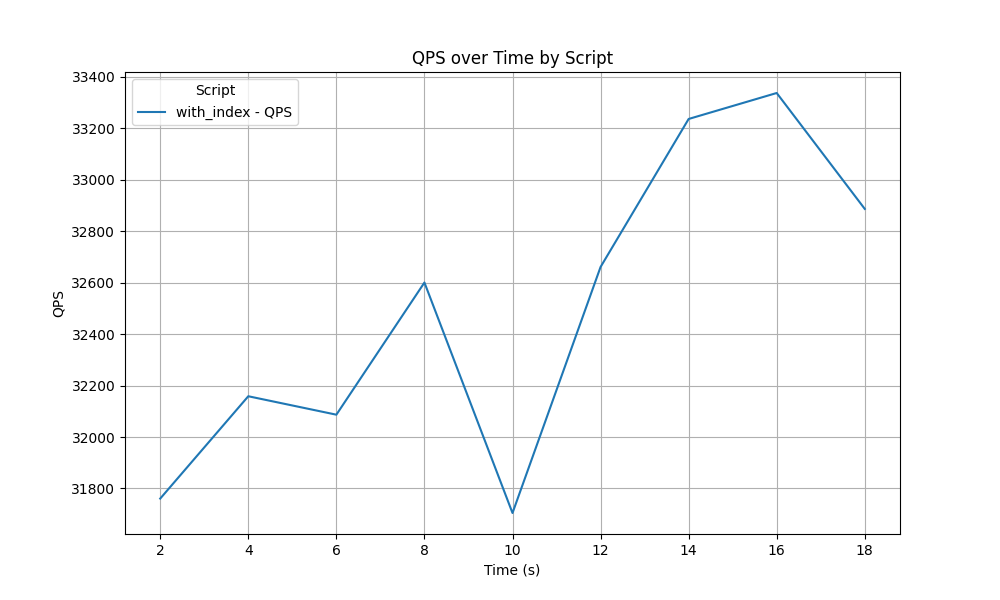 QPS over Time by Script
Script
with_index - QPS
33400
33200
33000
32800
32600
32400
32200
32000
31800
QPS
2 4 6 8 10 12 14 16 18
Time (s)